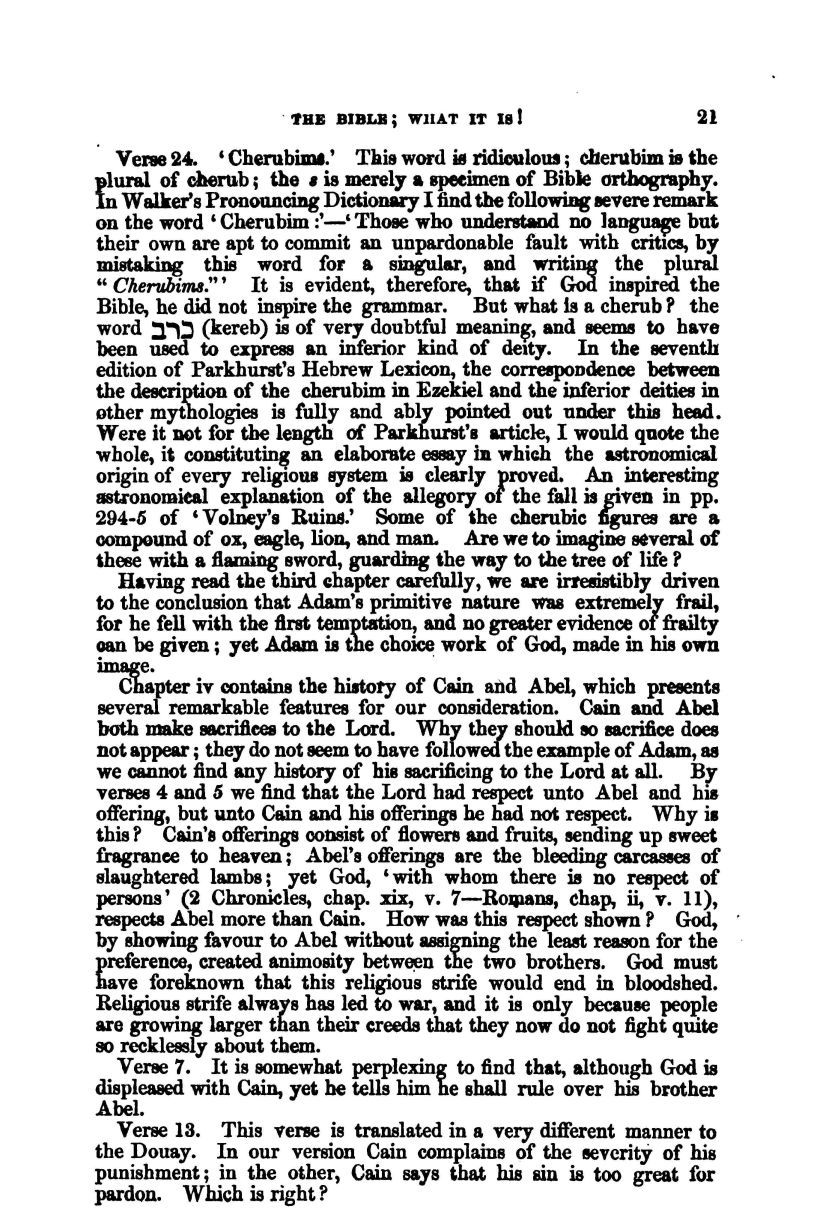 THE BIBLE; WHAT IT IS! 21
Verse 24. ‘Cherubims.’ This word is ridiculous; cherubim is the
plural of cherub; the s is merely a specimen of Bible orthography.
In Walker's Pronouncing Dictionary I find the following severe remark
on the word ‘Cherubim:’—‘Those who understand no language but
their own are apt to commit an unpardonable fault with critics, by
mistaking this word for a singular, and writing the plural
“Cherubims.”’ It is evident, therefore, that if God inspired the
Bible, he did not inspire the grammar. But what is a cherub? the
word כרב (kereb) is of very doubtful meaning, and seems to have
been used to express an inferior kind of deity. In the seventh
edition of Parkhurst's Hebrew Lexicon, the correspondence between
the description of the cherubim in Ezekiel and the inferior deities in
other mythologies is fully and ably pointed out under this head.
Were it not for the length of Parkhurst's article, I would quote the
whole, it constituting an elaborate essay in which the astronomical
origin of every religious system is clearly proved. An interesting
astronomical explanation of the allegory of the fall is given in pp.
294-5 of ‘Volney's Ruins.’ Some of the cherubic figures are a
compound of ox, eagle, lion, and man. Are we to imagine several of
these with a flaming sword, guarding the way to the tree of life?
Having read the third chapter carefully, we are irresistibly driven
to the conclusion that Adam's primitive nature was extremely frail,
for he fell with the first temptation, and no greater evidence of frailty
can be given; yet Adam is the choice work of God, made in his own
image.
Chapter iv contains the history of Cain and Abel, which presents
several remarkable features for our consideration. Cain and Abel
both make sacrifices to the Lord. Why they should so sacrifice does
not appear; they do not seem to have followed the example of Adam, as
we cannot find any history of his sacrificing to the Lord at all. By
verses 4 and 5 we find that the Lord had respect unto Abel and his
offering, but unto Cain and his offerings he had not respect. Why is
this? Cain's offerings consist of flowers and fruits, sending up sweet
fragrance to heaven; Abel's offerings are the bleeding carcasses of
slaughtered lambs; yet God, ‘with whom there is no respect of
persons’ (2 Chronicles, chap. xix, v. 7—Romans, chap, ii, v. 11),
respects Abel more than Cain. How was this respect shown? God,
by showing favour to Abel without assigning the least reason for the
preference, created animosity between the two brothers. God must
have foreknown that this religious strife would end in bloodshed.
Religious strife always has led to war, and it is only because people
are growing larger than their creeds that they now do not fight quite
so recklessly about them.
Verse 7. It is somewhat perplexing to find that, although God is
displeased with Cain, yet he tells him he shall rule over his brother
Abel.
Verse 13. This verse is translated in a very different manner to
the Douay. In our version Cain complains of the severity of his
punishment; in the other, Cain says that his sin is too great for
pardon. Which is right?